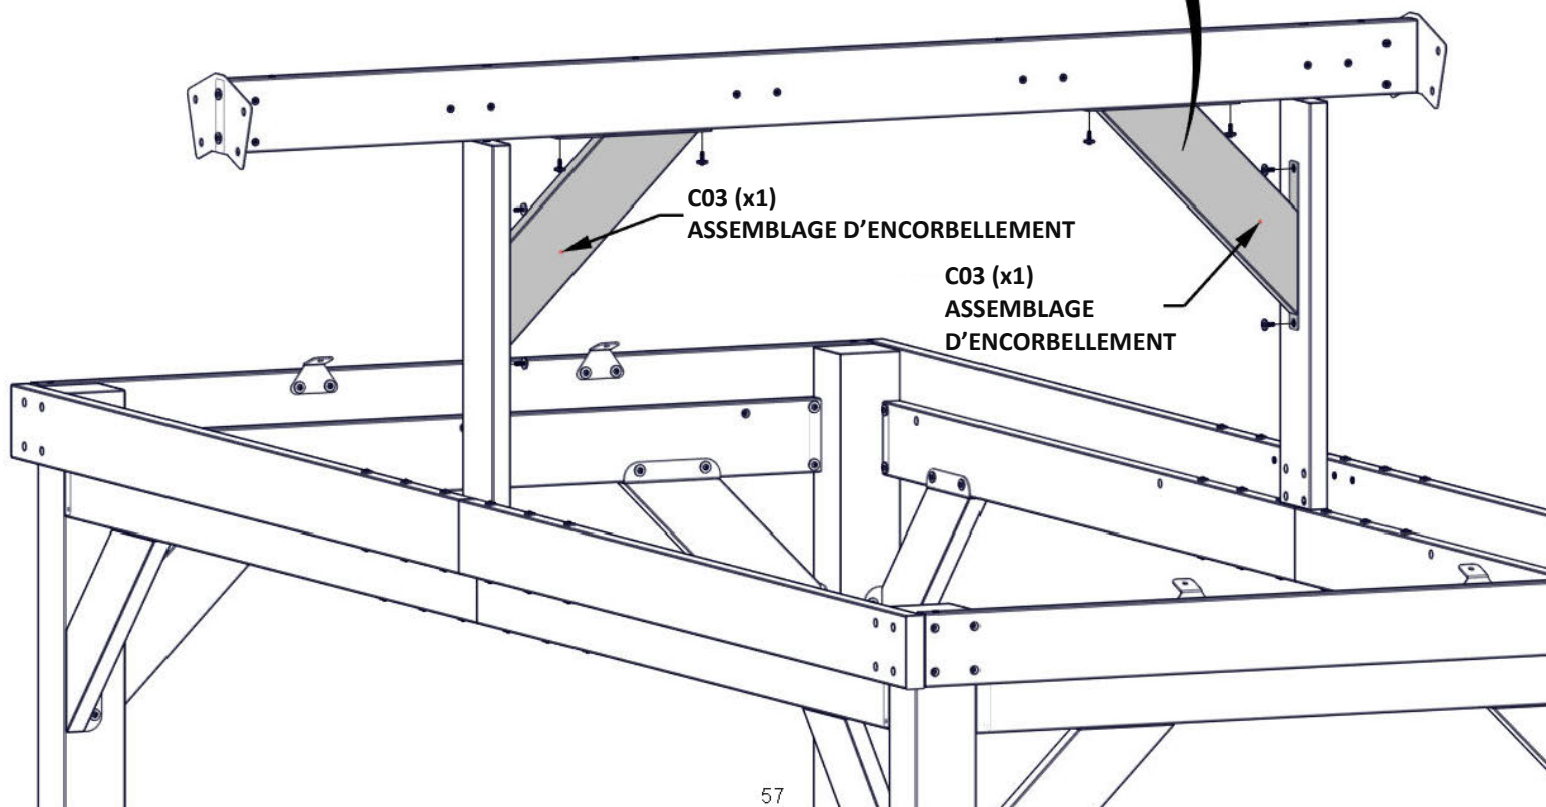 C03 (x1)
ASSEMBLAGE D’ENCORBELLEMENT
C03 (x1)
ASSEMBLAGE
D’ENCORBELLEMENT
57